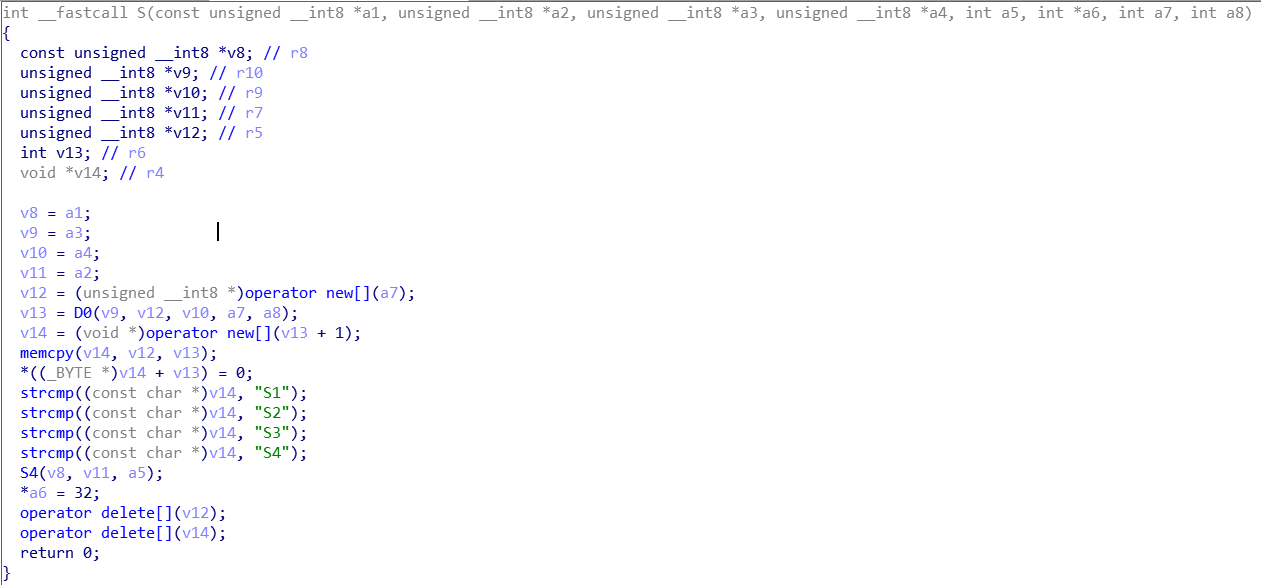 int __fastcall S(const unsigned __int8 *a1, unsigned __int8 *a2, unsigned __int8 *a3, unsigned __int8 *a4, int a5, int *a6, int a7, int a8)
{
  const unsigned __int8 *v8; // r8
  unsigned __int8 *v9; // r10
  unsigned __int8 *v10; // r9
  unsigned __int8 *v11; // r7
  unsigned __int8 *v12; // r5
  int v13; // r6
  void *v14; // r4

  v8 = a1;
  v9 = a3;
  v10 = a4;
  v11 = a2;
  v12 = (unsigned __int8 *)operator new[](a7);
  v13 = D0(v9, v12, v10, a7, a8);
  v14 = (void *)operator new[](v13 + 1);
  memcpy(v14, v12, v13);
  *((_BYTE *)v14 + v13) = 0;
  strcmp((const char *)v14, "S1");
  strcmp((const char *)v14, "S2");
  strcmp((const char *)v14, "S3");
  strcmp((const char *)v14, "S4");
  S4(v8, v11, a5);
  *a6 = 32;
  operator delete[](v12);
  operator delete[](v14);
  return 0;
}